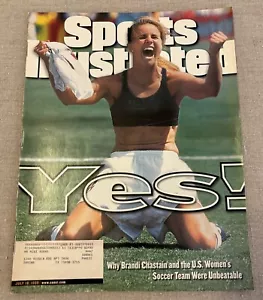 Sports
Illustrated
Yes!
Why Brandi Chastain and the U.S. Women's
Soccer Team Were Unbeatable